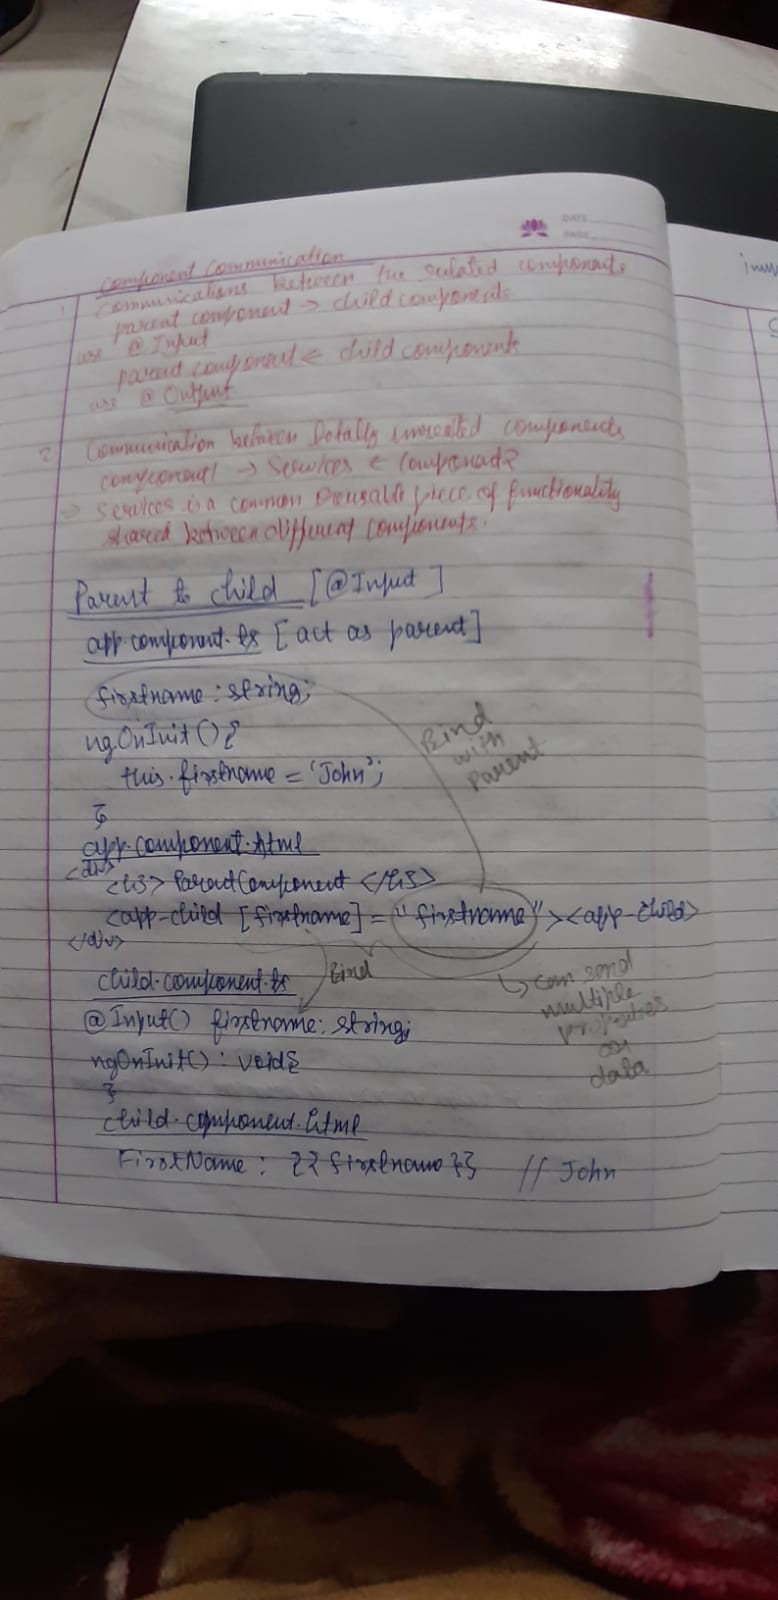 DATE
PAGE
Component Communication
1. Communications between the related components
parent component → child components
use @Input
parent component ← child components
use @Output
2. Communication between totally unrelated components
component1 → Services ← Component2
→ Services is a common reusable piece of functionality
shared between different components.
Parent to child [@Input]
app.component.ts [act as parent]
firstname: string;
ngOnInit() {
this.firstname = 'John';
}
Bind
with
Parent
app.component.html
<div>
<h3> ParentComponent </h3>
<app-child [firstname] = "firstname"><app-child>
</div>
Bind
↳ can send
multiple
properties
or
data
child.component.ts
@Input() firstname: string;
ngOnInit(): void {
}
child.component.html
FirstName: {{firstname}} // John